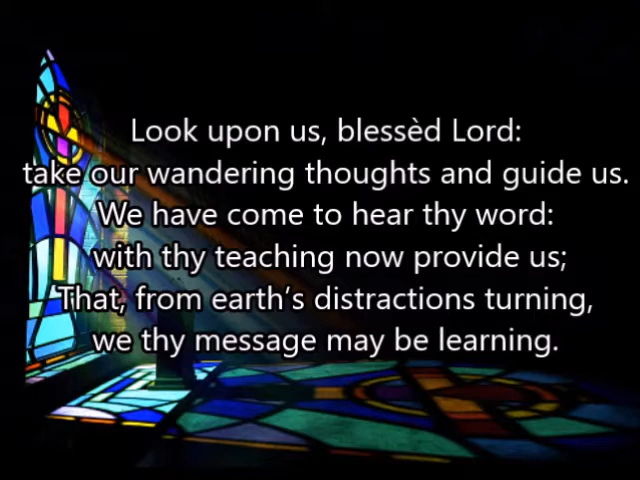 Look upon us, blessèd Lord:
take our wandering thoughts and guide us.
We have come to hear thy word:
with thy teaching now provide us;
That, from earth's distractions turning,
we thy message may be learning.